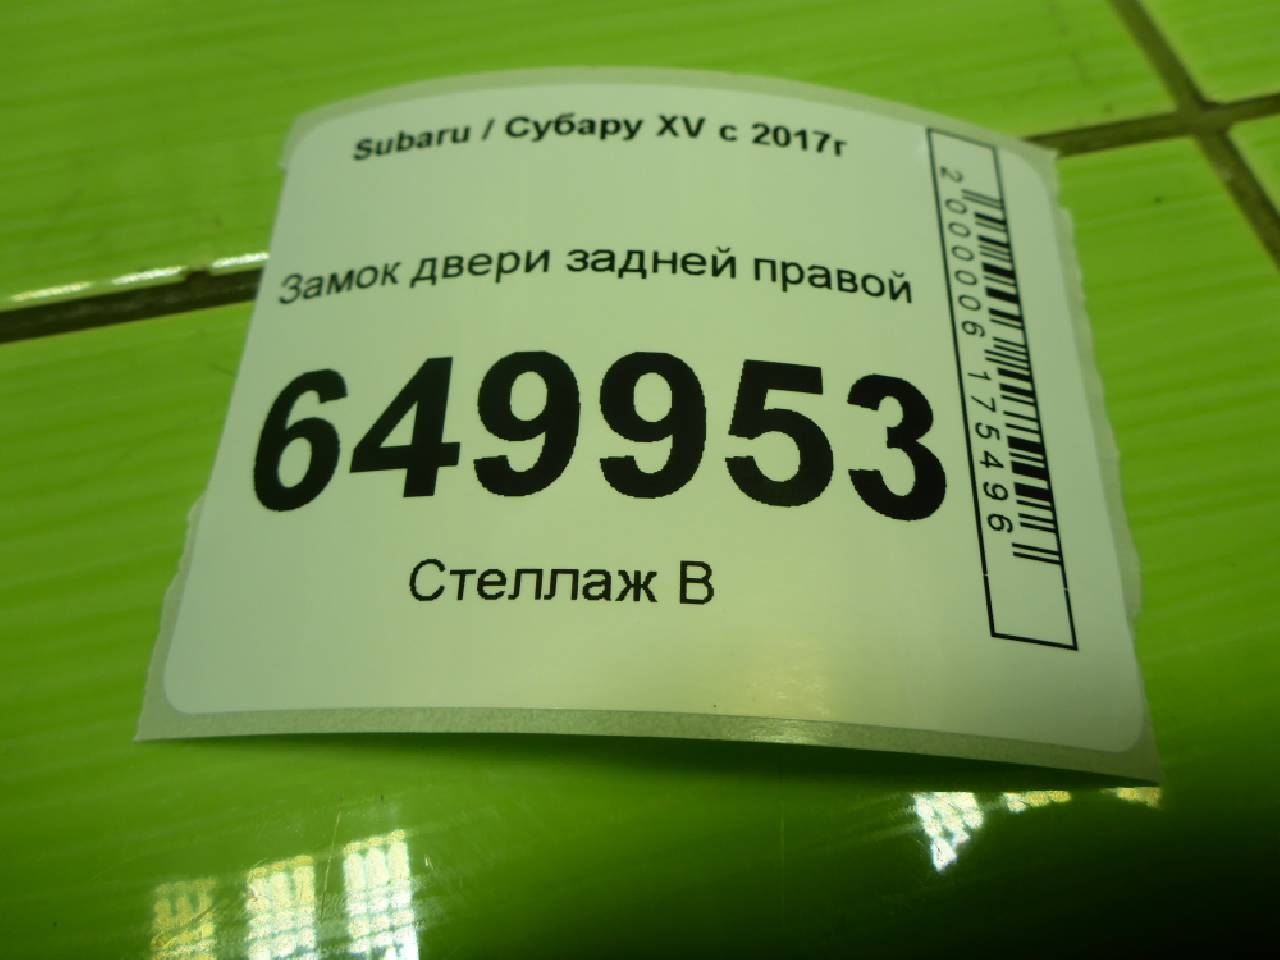 Subaru / Субару XV с 2017г
Замок двери задней правой
649953
Стеллаж В
2000006175496